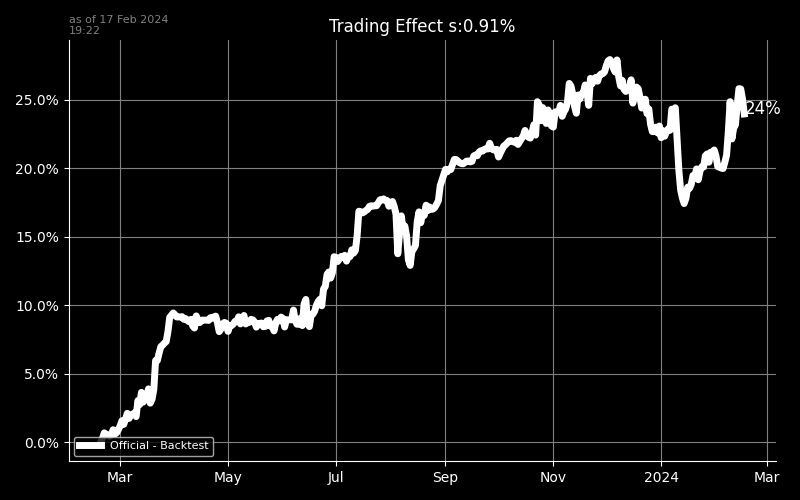 as of 17 Feb 2024
19:22
Trading Effect s:0.91%
25.0%
20.0%
15.0%
10.0%
5.0%
0.0%
24%
Official - Backtest
Mar
May
Jul
Sep
Nov
2024
Mar